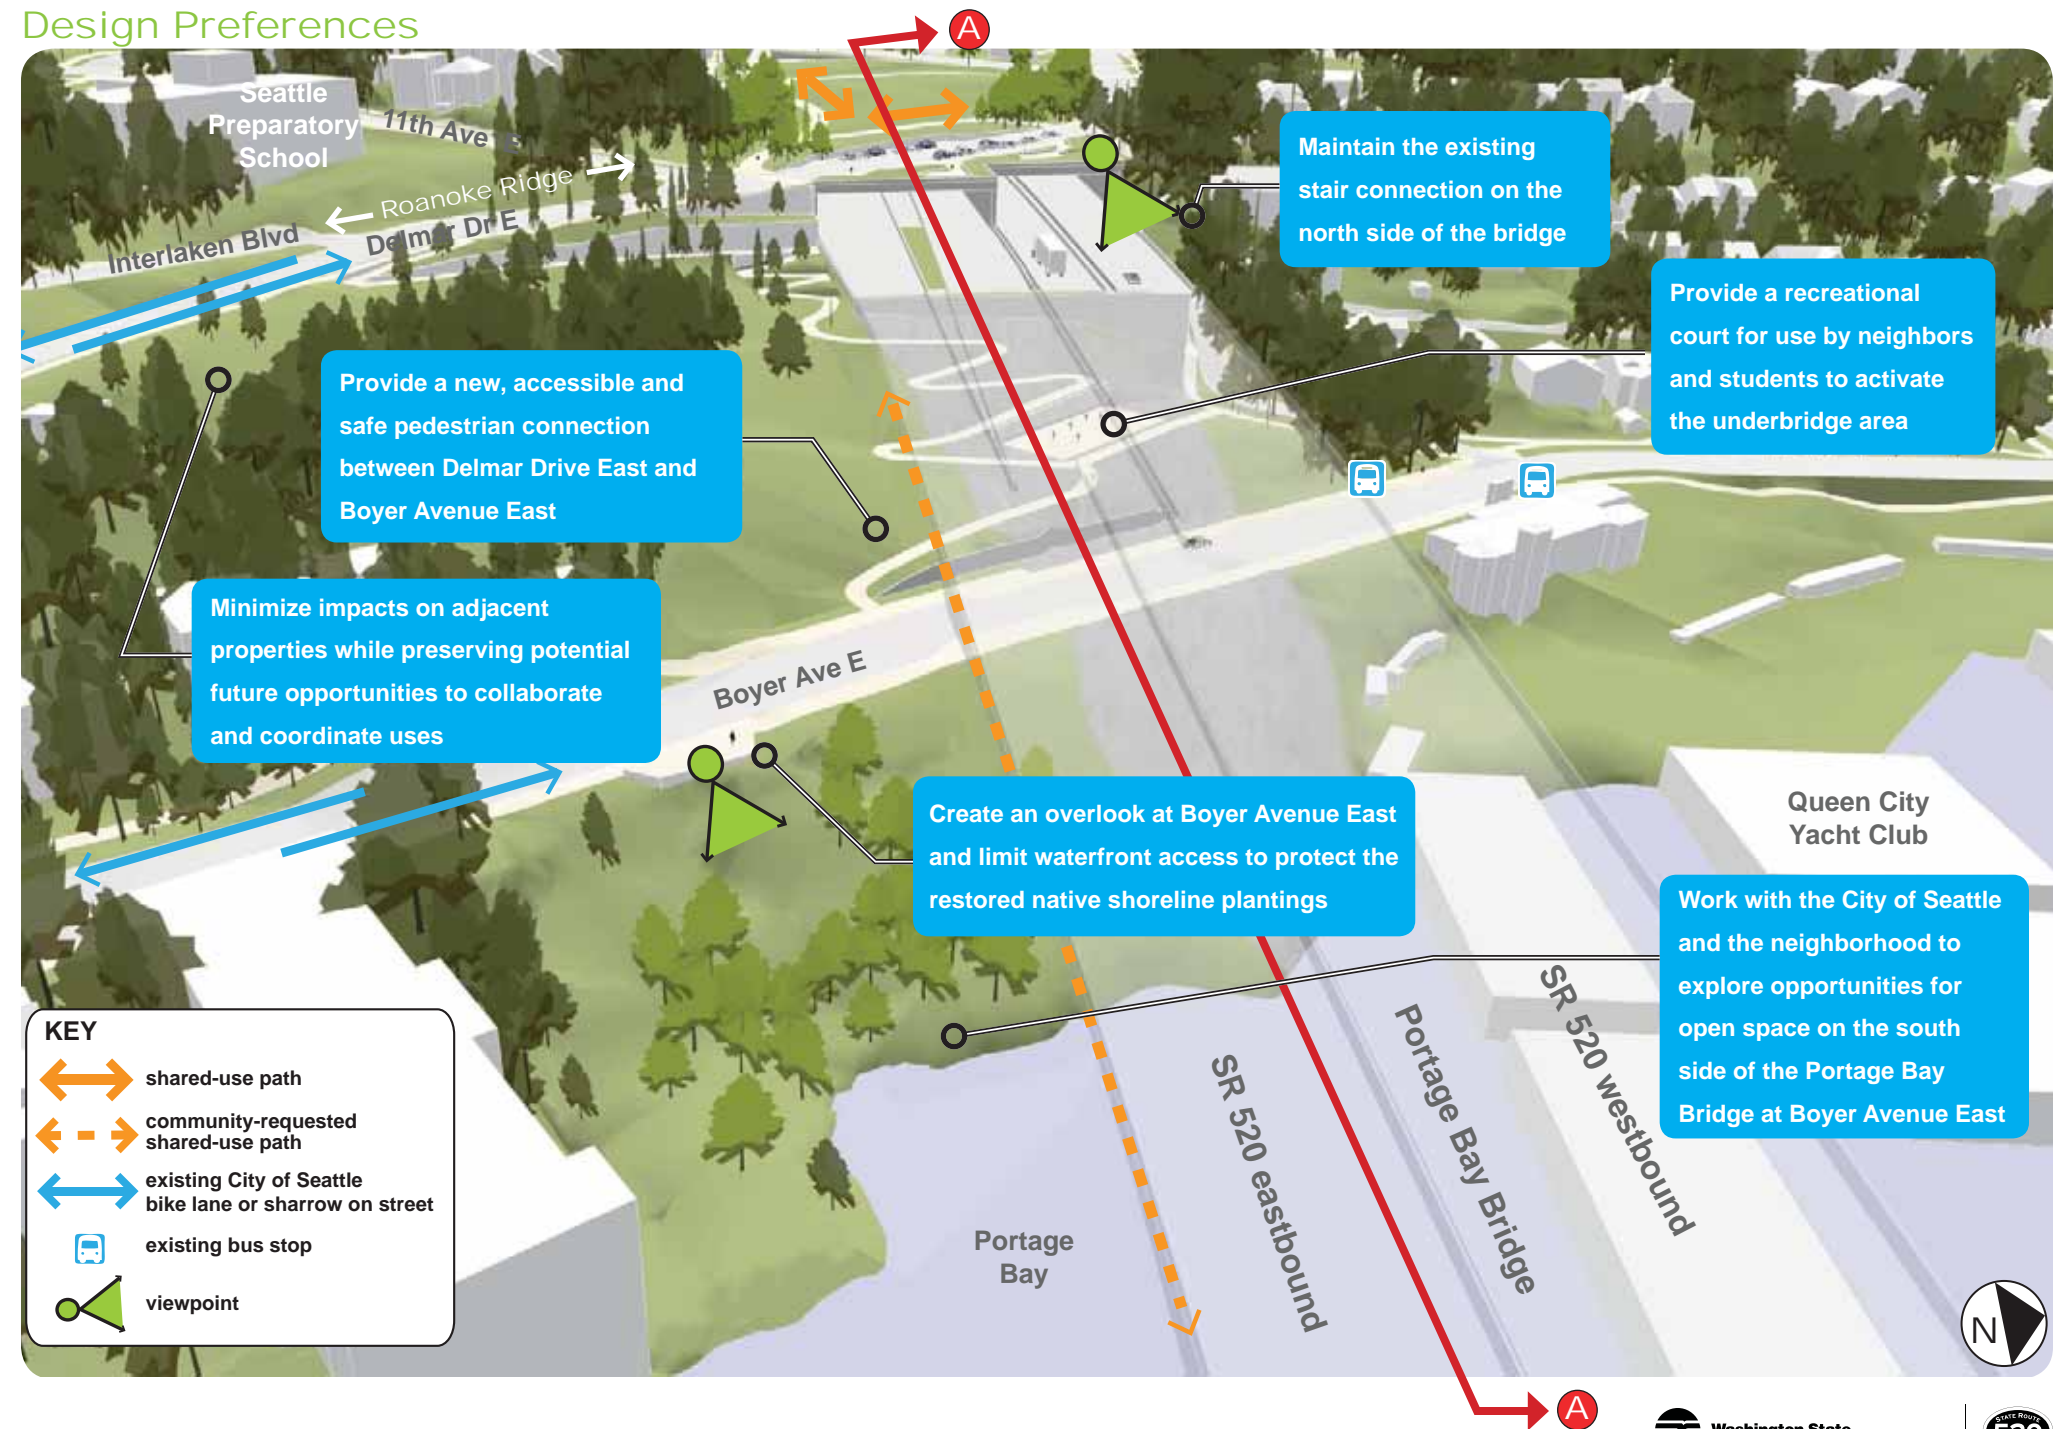 Design Preferences
A
Seattle
Preparatory
School
11th Ave E
Roanoke Ridge
Interlaken Blvd
Delmar Dr E
Maintain the existing
stair connection on the
north side of the bridge
Provide a recreational
court for use by neighbors
and students to activate
the underbridge area
Provide a new, accessible and
safe pedestrian connection
between Delmar Drive East and
Boyer Avenue East
Minimize impacts on adjacent
properties while preserving potential
future opportunities to collaborate
and coordinate uses
Boyer Ave E
Create an overlook at Boyer Avenue East
and limit waterfront access to protect the
restored native shoreline plantings
Queen City
Yacht Club
Work with the City of Seattle
and the neighborhood to
explore opportunities for
open space on the south
side of the Portage Bay
Bridge at Boyer Avenue East
SR 520 westbound
Portage Bay Bridge
SR 520 eastbound
Portage
Bay
KEY
shared-use path
community-requested
shared-use path
existing City of Seattle
bike lane or sharrow on street
existing bus stop
viewpoint
N
A
Washington State
STATE ROUTE
520